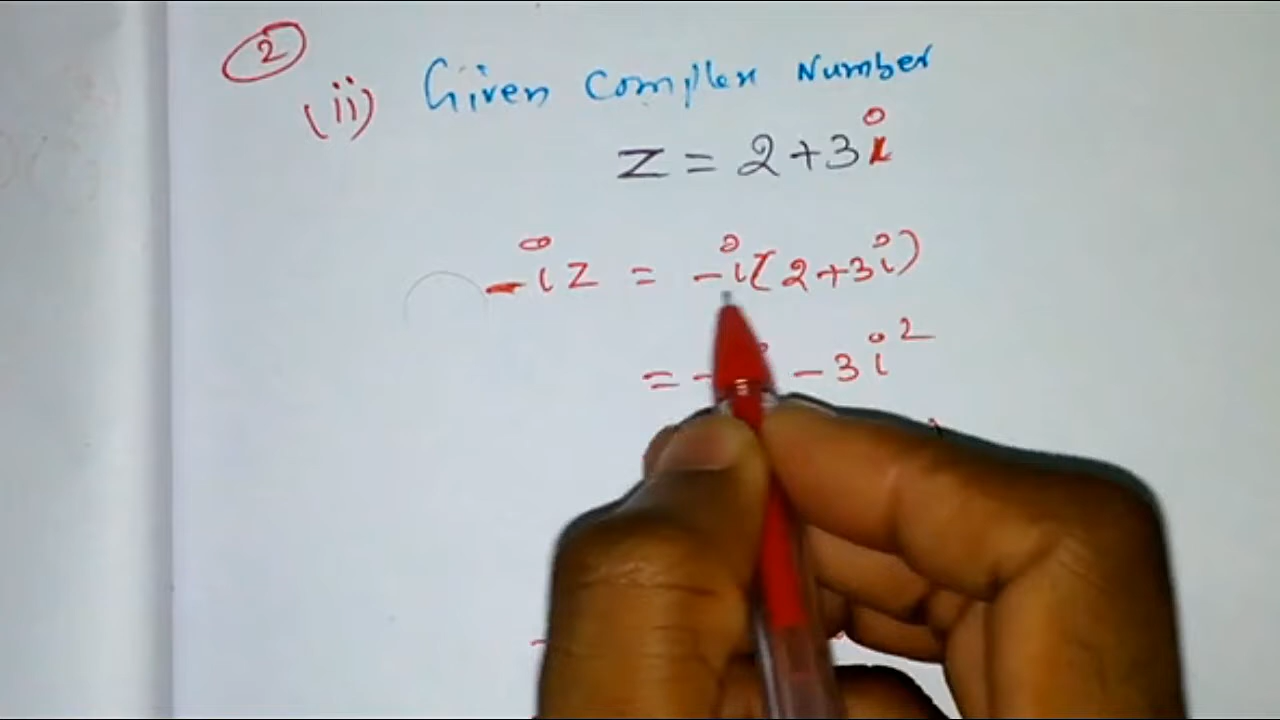 2
(ii) Given Complex Number
z = 2+3i
-iz = -i(2+3i)
= - -3i²